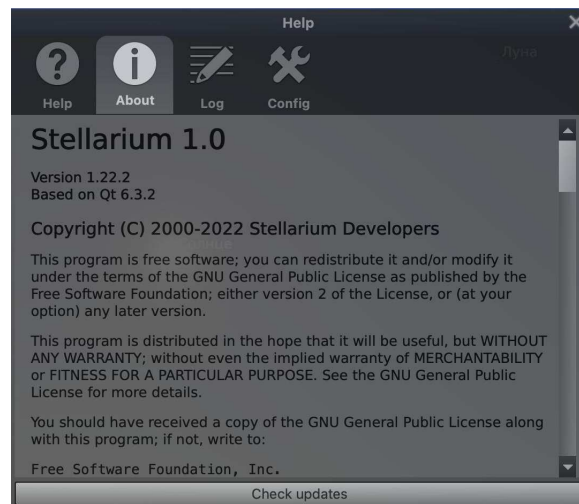 Help
Луна
Help
About
Log
Config
Stellarium 1.0
Version 1.22.2
Based on Qt 6.3.2
Copyright (C) 2000-2022 Stellarium Developers
This program is free software; you can redistribute it and/or modify it
under the terms of the GNU General Public License as published by the
Free Software Foundation; either version 2 of the License, or (at your
option) any later version.
This program is distributed in the hope that it will be useful, but WITHOUT
ANY WARRANTY; without even the implied warranty of MERCHANTABILITY
or FITNESS FOR A PARTICULAR PURPOSE. See the GNU General Public
License for more details.
You should have received a copy of the GNU General Public License along
with this program; if not, write to:
Free Software Foundation, Inc.
Check updates